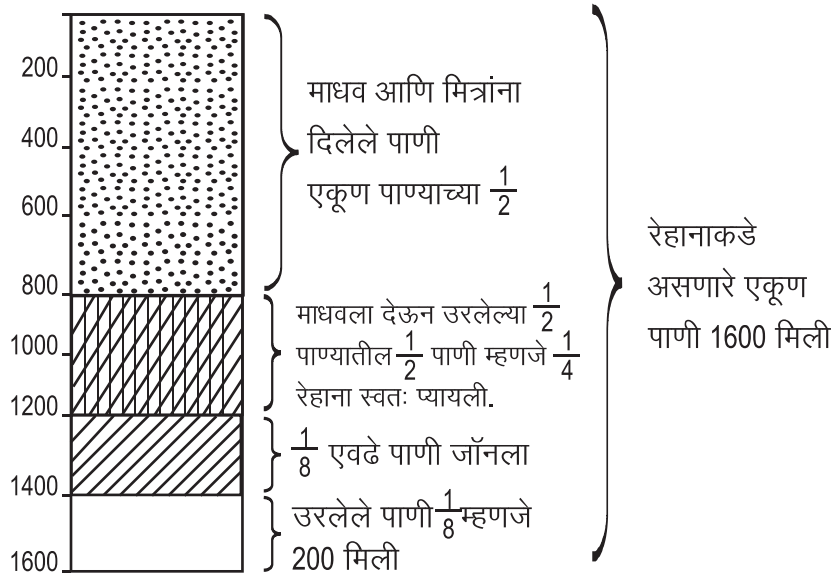 200
400
600
800
1000
1200
1400
1600
माधव आणि मित्रांना
दिलेले पाणी
एकूण पाण्याच्या 1/2
माधवला देऊन उरलेल्या 1/2
पाण्यातील 1/2 पाणी म्हणजे 1/4
रेहाना स्वतः प्यायली.
1/8 एवढे पाणी जॉनला
उरलेले पाणी 1/8 म्हणजे
200 मिली
रेहानाकडे
असणारे एकूण
पाणी 1600 मिली